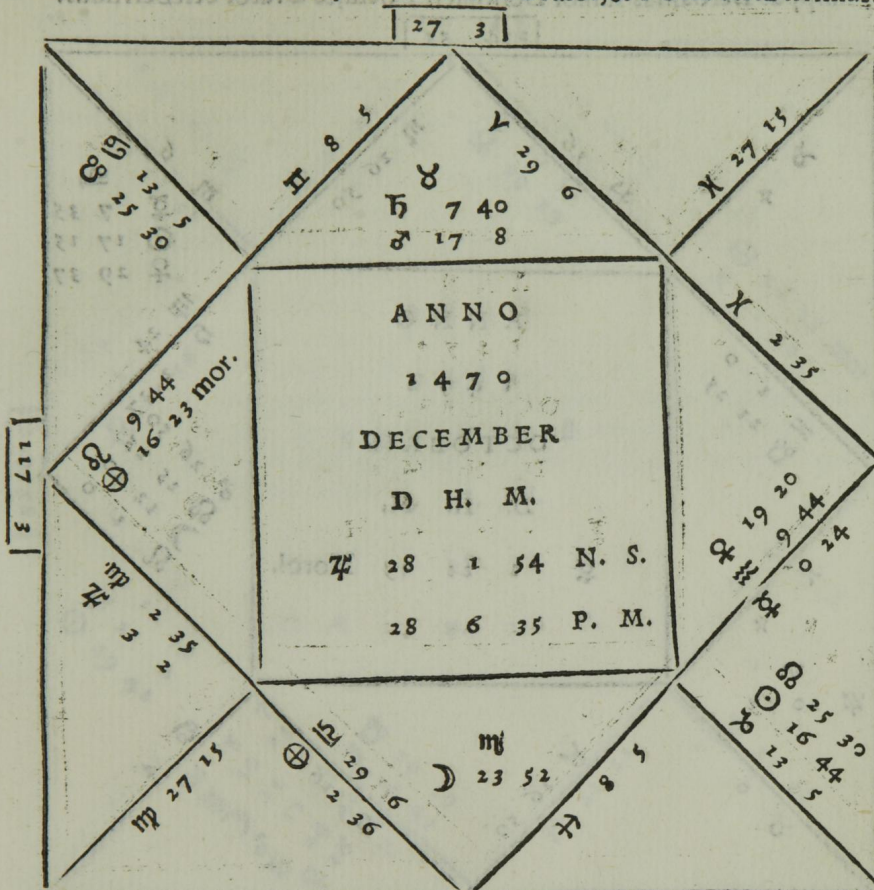 27 3
♊ 8 5
♈ 29 6
♓ 27 15
♋ 13 5
☊ 25 30
♉
♄ 7 40
♂ 17 8
♓ 2 35
ANNO
1470
DECEMBER
D H. M.
♃ 28 1 54 N. S.
28 6 35 P. M.
♌ 9 44
⊕ 16 23 mor.
117 3
♀ 19 20
♒ 9 44
☿ 0 24
♍ 2 35
♃ 3 2
☋ 25 30
☉ 16 44
♑ 13 5
♍ 27 15
♎ 29 6
⊕ 2 36
♏
☽ 23 52
♐ 8 5